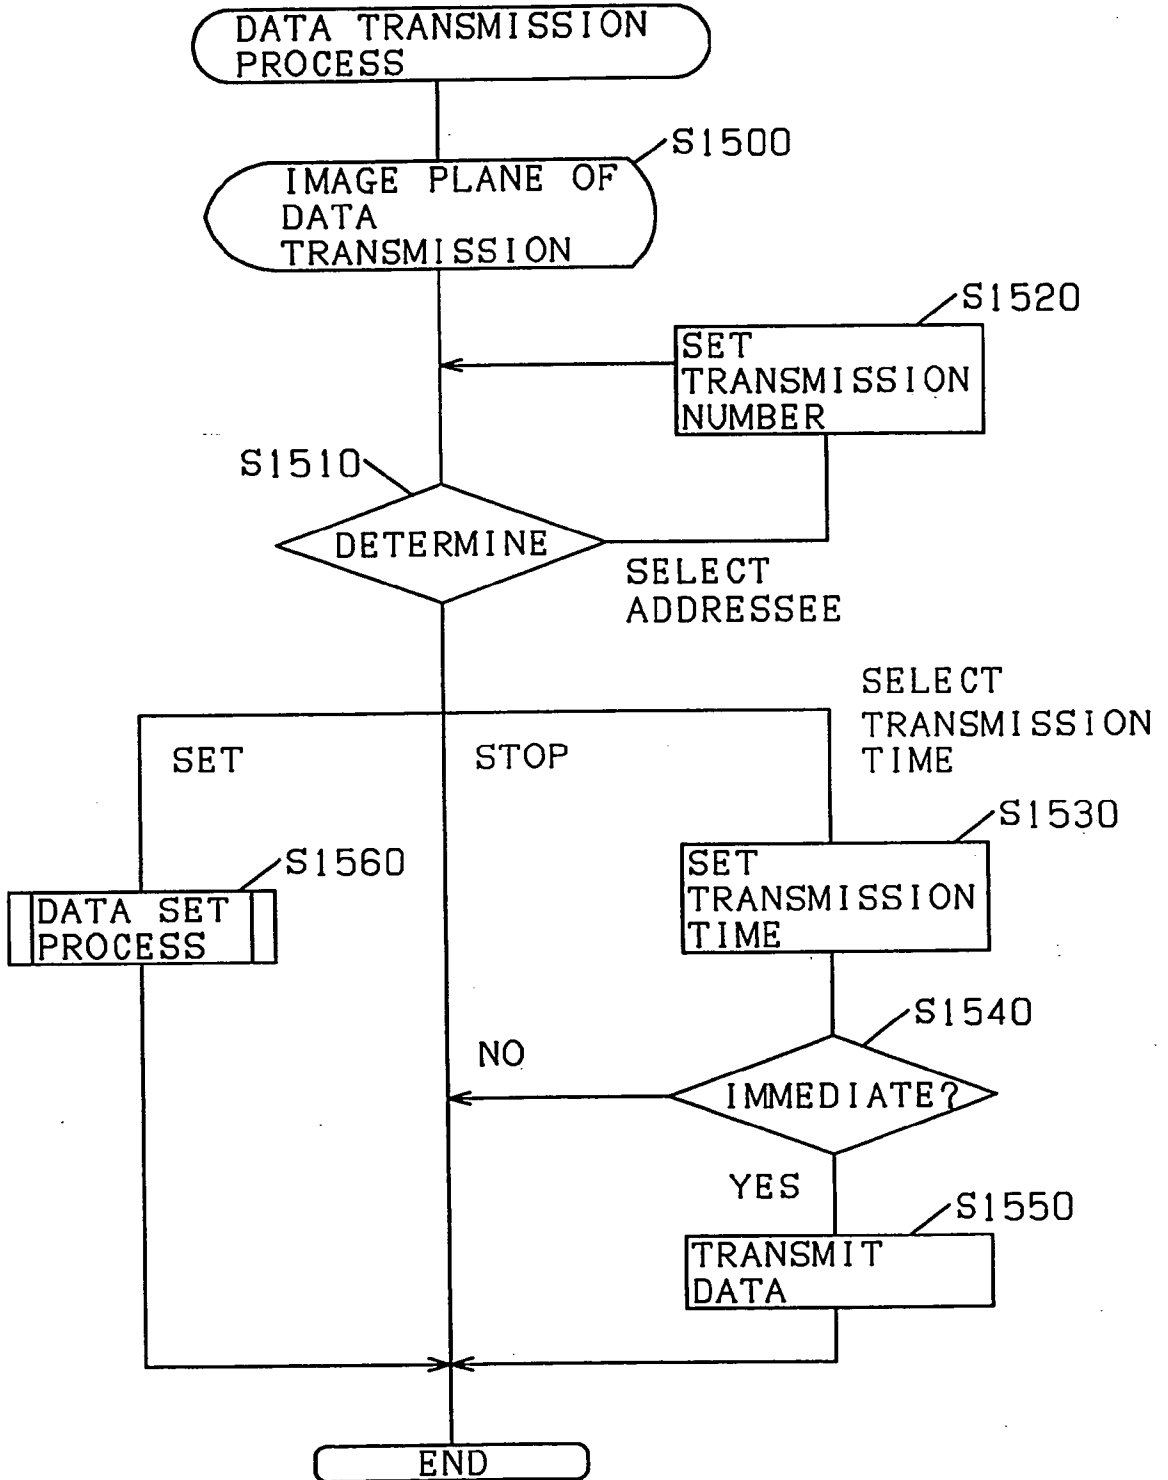 DATA TRANSMISSION
PROCESS
S1500
IMAGE PLANE OF
DATA
TRANSMISSION
S1520
SET
TRANSMISSION
NUMBER
S1510
DETERMINE
SELECT
ADDRESSEE
SELECT
TRANSMISSION
TIME
SET
STOP
S1530
SET
TRANSMISSION
TIME
S1560
DATA SET
PROCESS
S1540
NO
IMMEDIATE?
YES
S1550
TRANSMIT
DATA
END